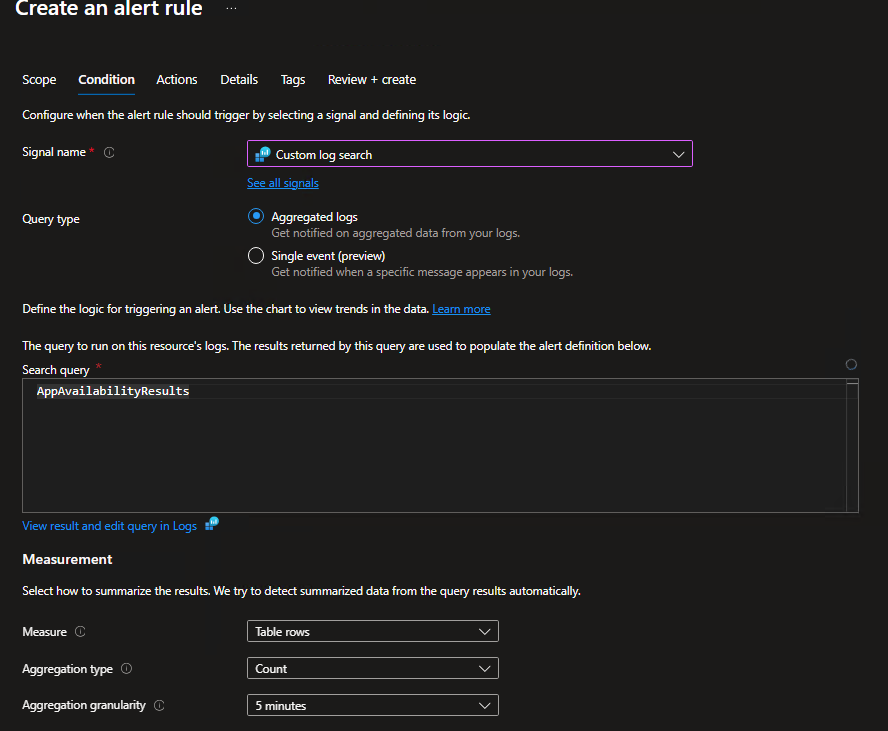 Create an alert rule ...
Scope Condition Actions Details Tags Review + create
Configure when the alert rule should trigger by selecting a signal and defining its logic.
Signal name * Custom log search
See all signals
Query type
Aggregated logs
Get notified on aggregated data from your logs.
Single event (preview)
Get notified when a specific message appears in your logs.
Define the logic for triggering an alert. Use the chart to view trends in the data. Learn more
The query to run on this resource's logs. The results returned by this query are used to populate the alert definition below.
Search query *
AppAvailabilityResults
View result and edit query in Logs
Measurement
Select how to summarize the results. We try to detect summarized data from the query results automatically.
Measure Table rows
Aggregation type Count
Aggregation granularity 5 minutes